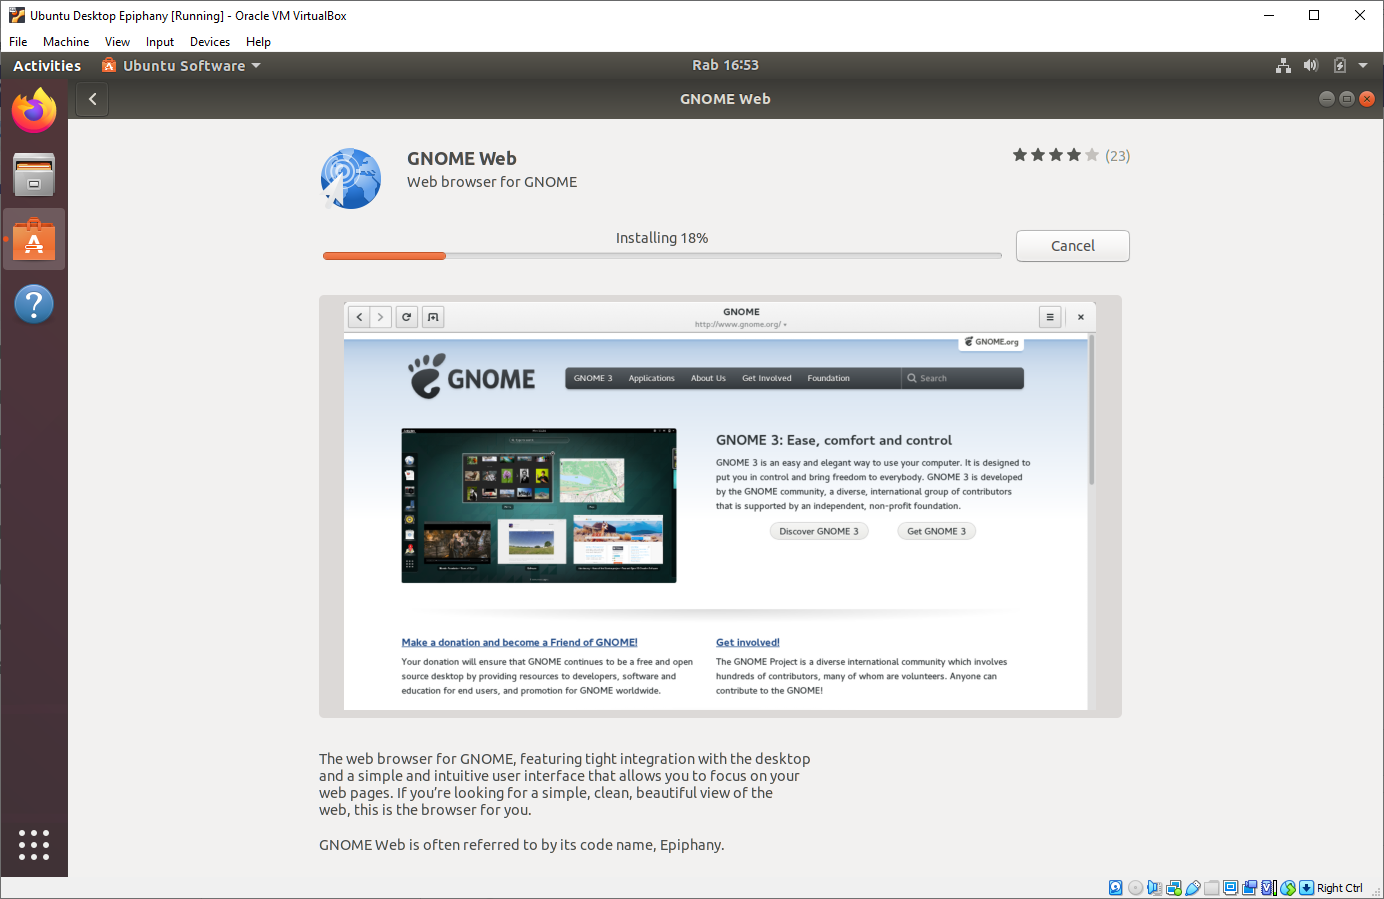 Ubuntu Desktop Epiphany [Running] - Oracle VM VirtualBox
File Machine View Input Devices Help
Activities Ubuntu Software Rab 16:53
GNOME Web
GNOME Web
(23)
Web browser for GNOME
Installing 18%
Cancel
GNOME
http://www.gnome.org/
GNOME.org
GNOME
GNOME 3 Applications About Us Get Involved Foundation Search
GNOME 3: Ease, comfort and control
GNOME 3 is an easy and elegant way to use your computer. It is designed to
put you in control and bring freedom to everybody. GNOME 3 is developed
by the GNOME community, a diverse, international group of contributors
that is supported by an independent, non-profit foundation.
Discover GNOME 3 Get GNOME 3
Make a donation and become a Friend of GNOME!
Your donation will ensure that GNOME continues to be a free and open
source desktop by providing resources to developers, software and
education for end users, and promotion for GNOME worldwide.
Get involved!
The GNOME Project is a diverse international community which involves
hundreds of contributors, many of whom are volunteers. Anyone can
contribute to the GNOME!
The web browser for GNOME, featuring tight integration with the desktop
and a simple and intuitive user interface that allows you to focus on your
web pages. If you’re looking for a simple, clean, beautiful view of the
web, this is the browser for you.
GNOME Web is often referred to by its code name, Epiphany.
Right Ctrl